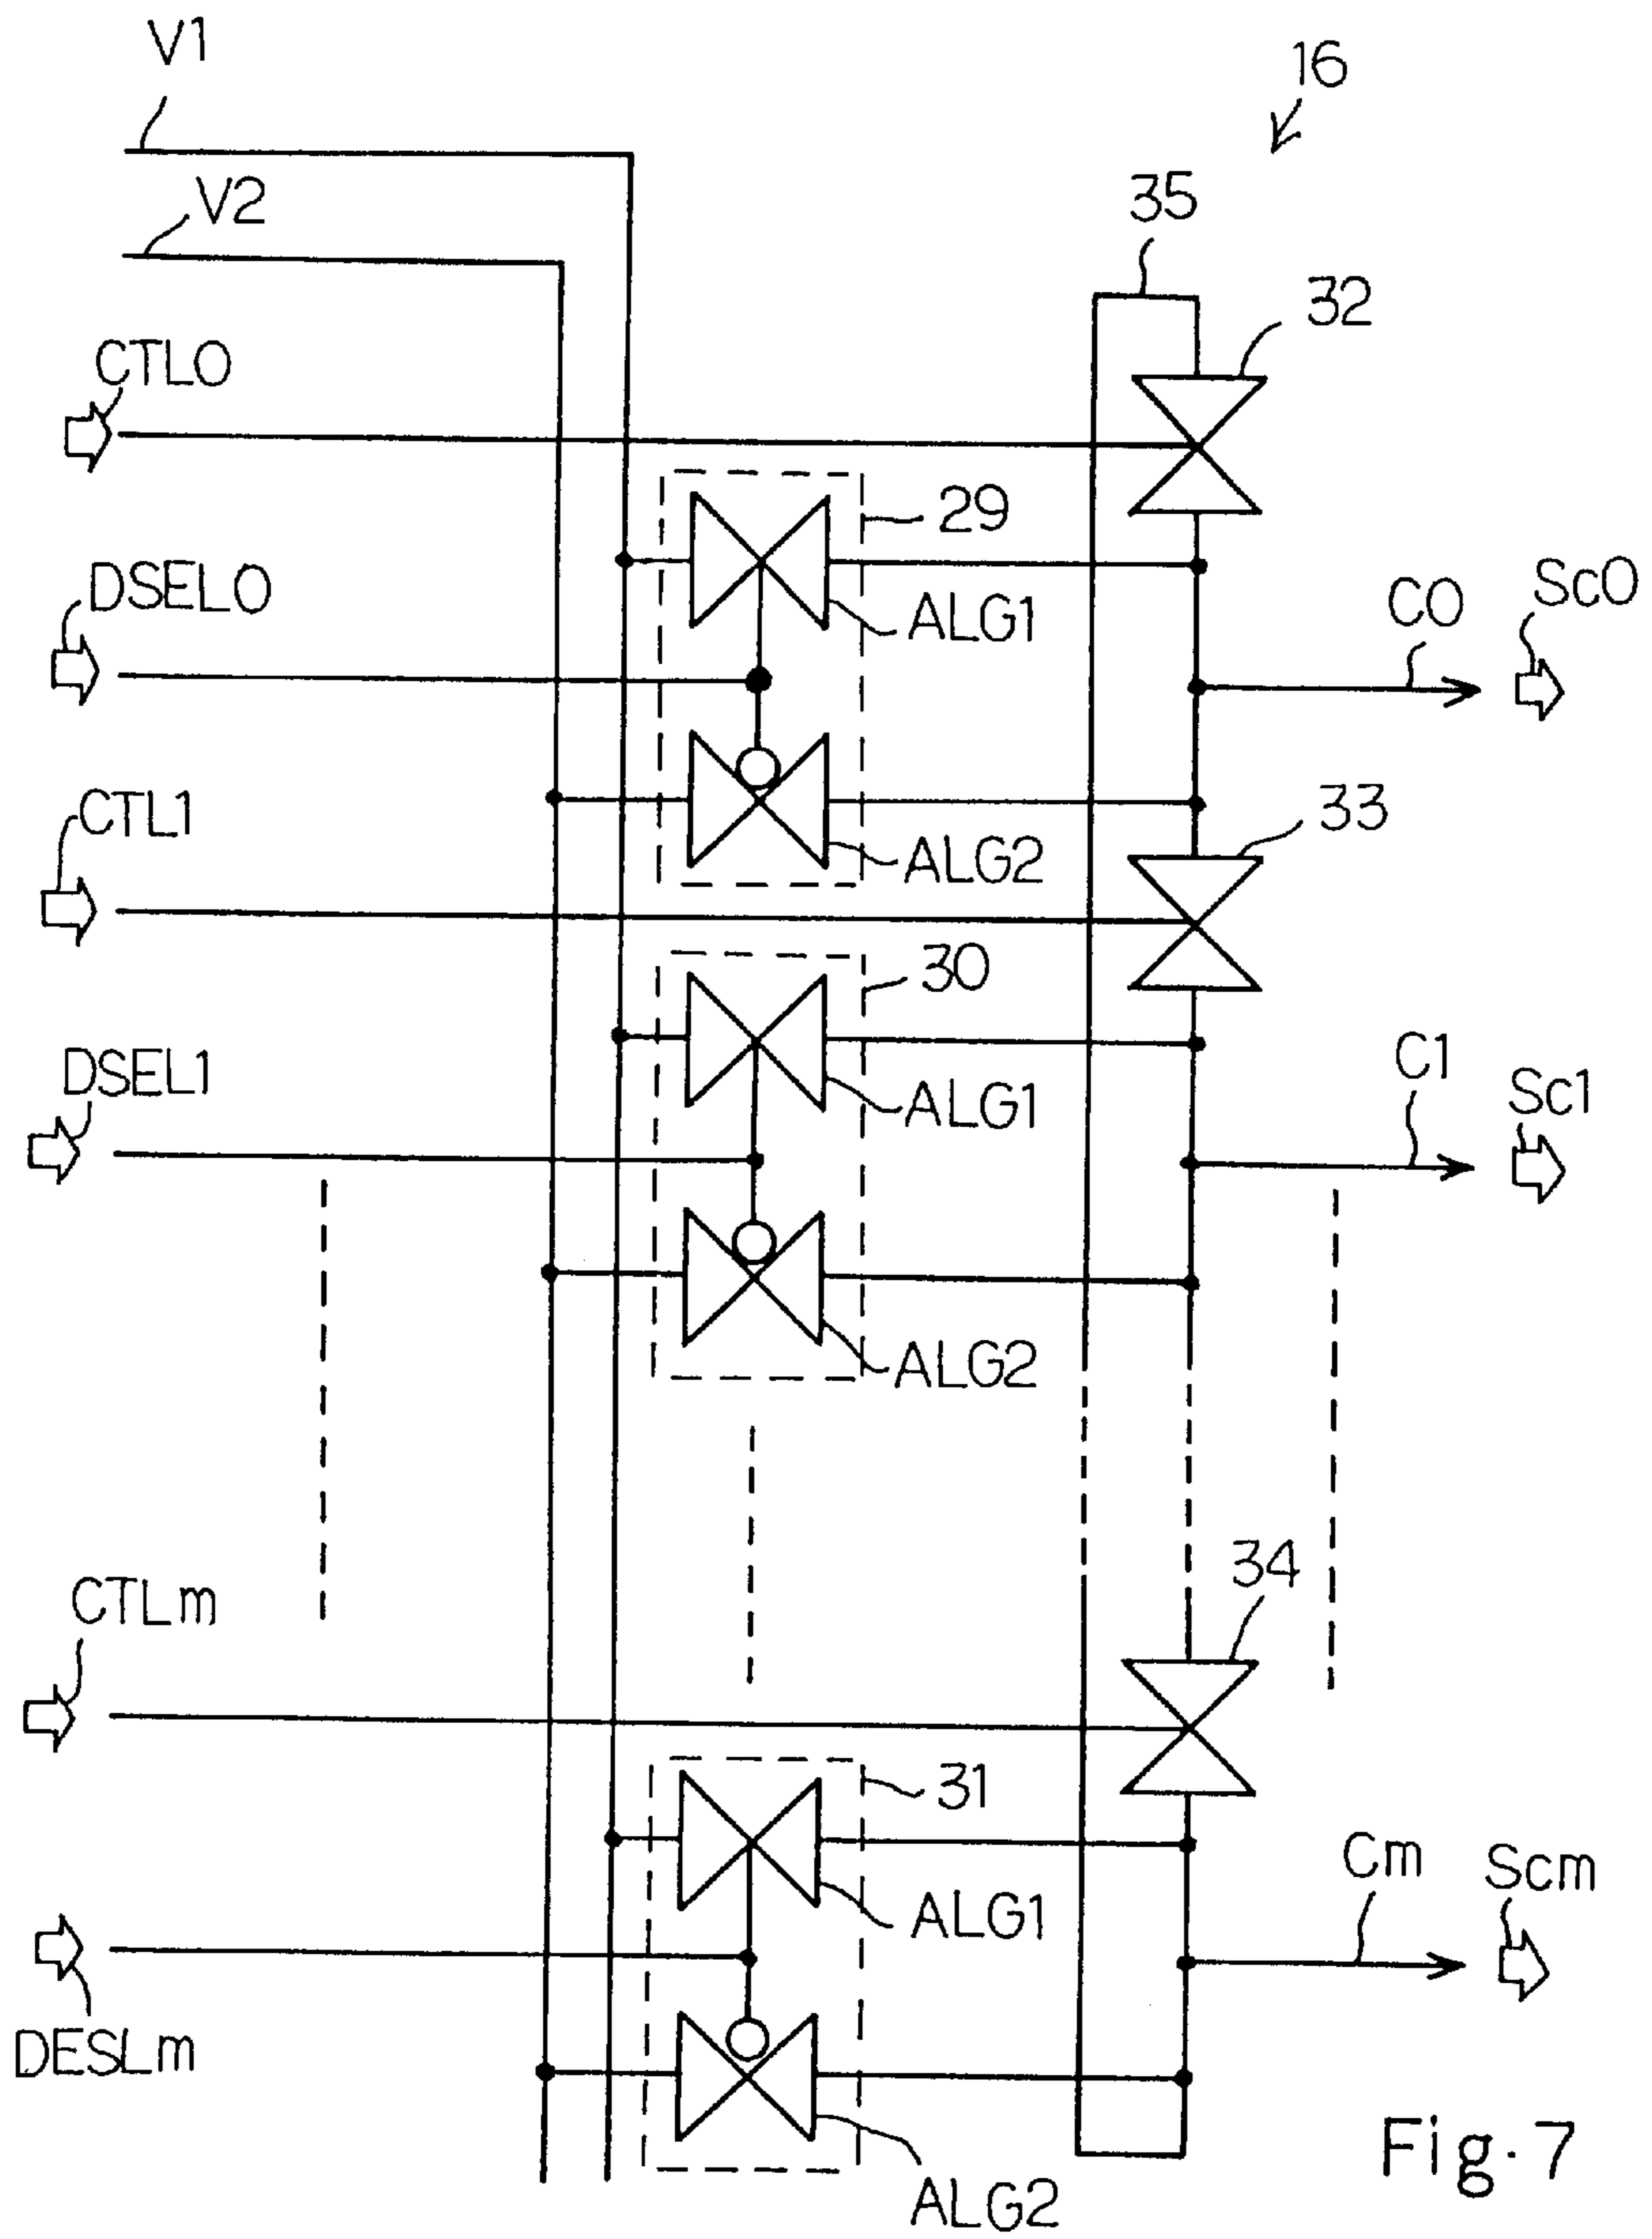 V1
16
V2
35
32
CTL0
29
DSEL0
ALG1
C0
Sc0
CTL1
33
ALG2
30
DSEL1
ALG1
C1
Sc1
ALG2
34
CTLm
31
Cm
Scm
ALG1
DESLm
ALG2
Fig. 7